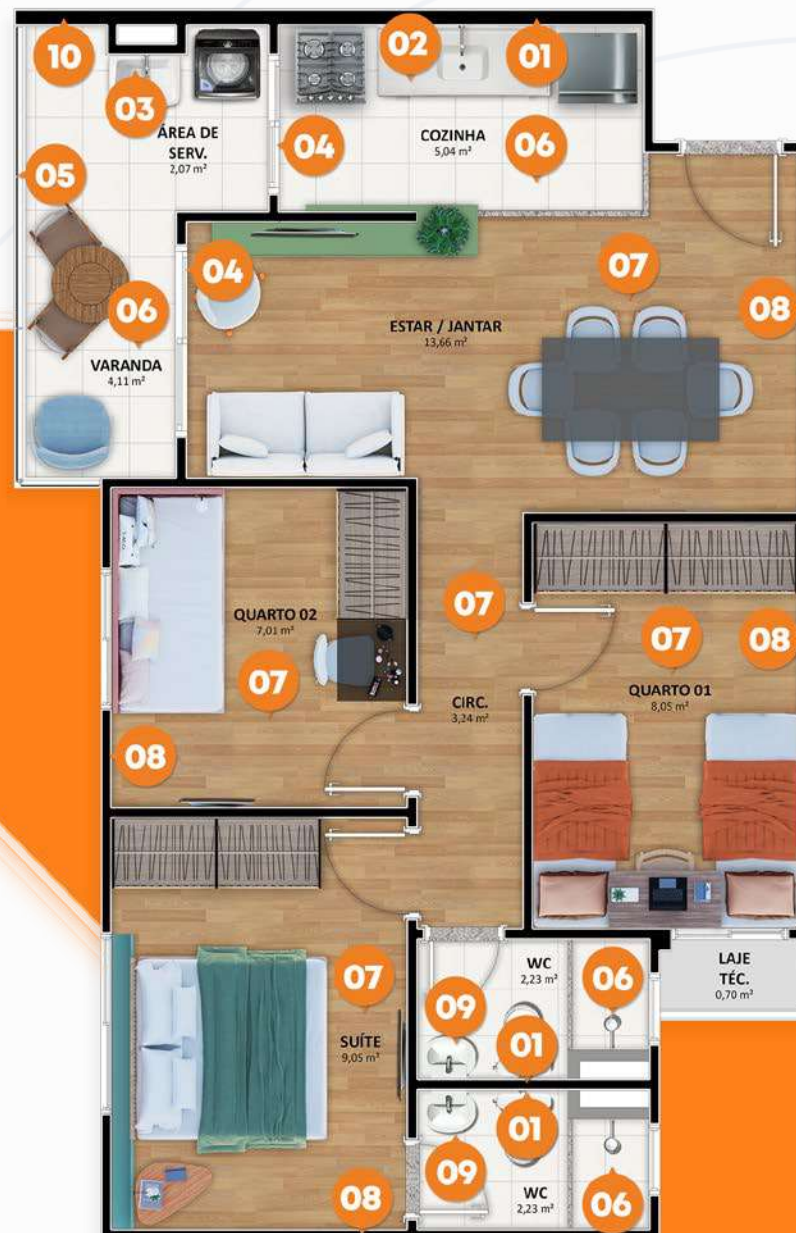 10
02
01
03
ÁREA DE
SERV.
2,07 m²
04
COZINHA
5,04 m²
06
05
04
07
08
06
ESTAR / JANTAR
13,66 m²
VARANDA
4,11 m²
QUARTO 02
7,01 m²
07
07
08
07
QUARTO 01
8,05 m²
CIRC.
3,24 m²
08
07
WC
2,23 m²
06
LAJE
TÉC.
0,70 m²
09
01
SUÍTE
9,05 m²
01
09
08
WC
2,23 m²
06